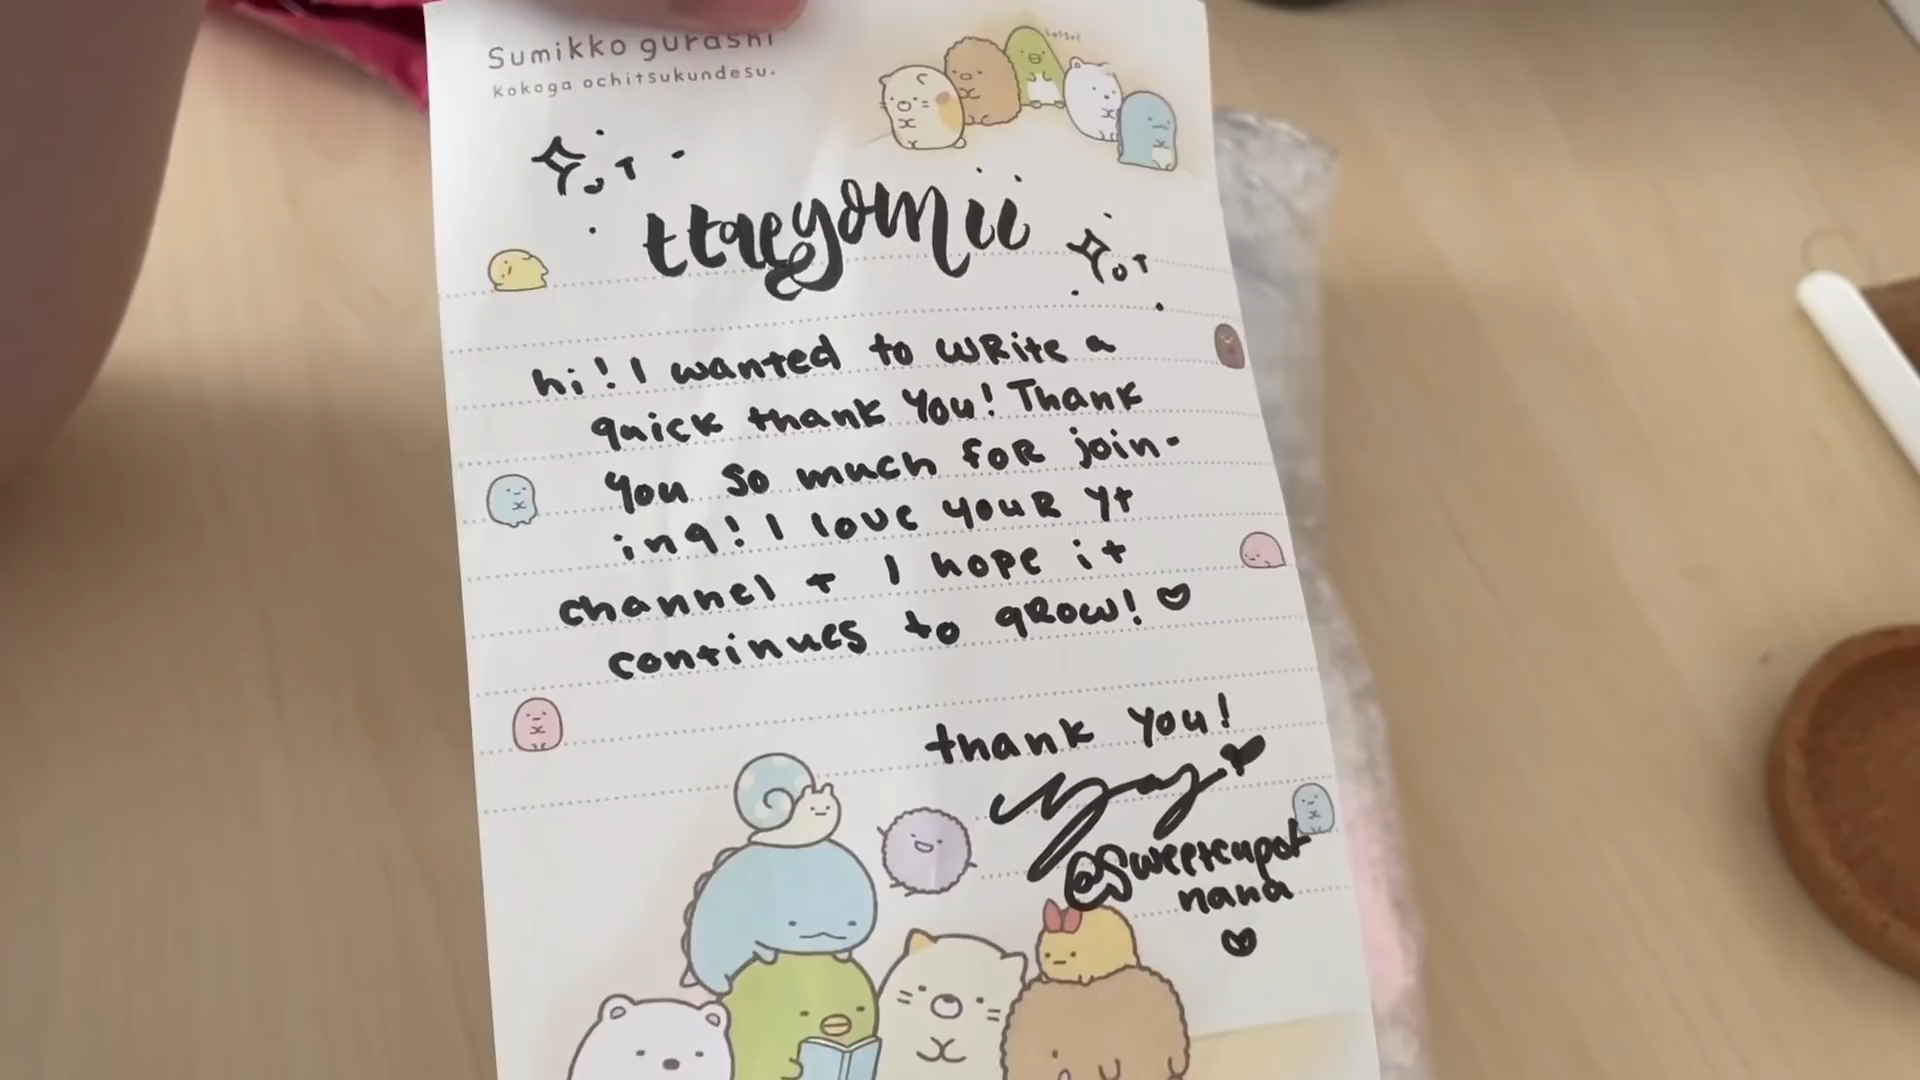 Sumikko gurashi
kokoga ochitsukundesu.
ttaeyomii
hi! I wanted to write a
quick thank you! Thank
you so much for join-
ing! I love your yt
channel + I hope it
continues to grow! ♡
thank you!
@Sweeteapot
nana